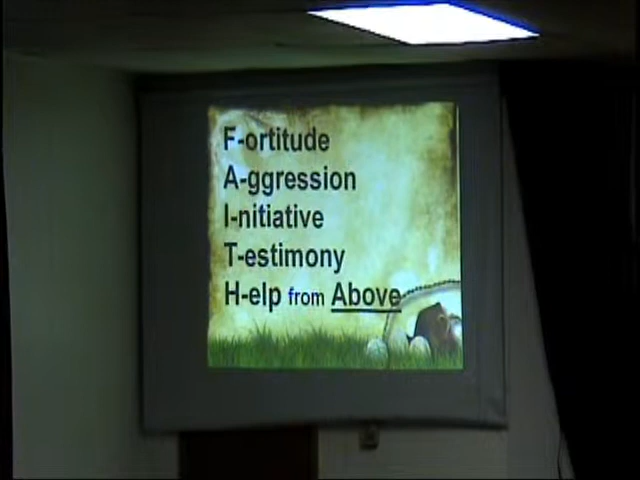 F-ortitude
A-ggression
I-nitiative
T-estimony
H-elp from Above